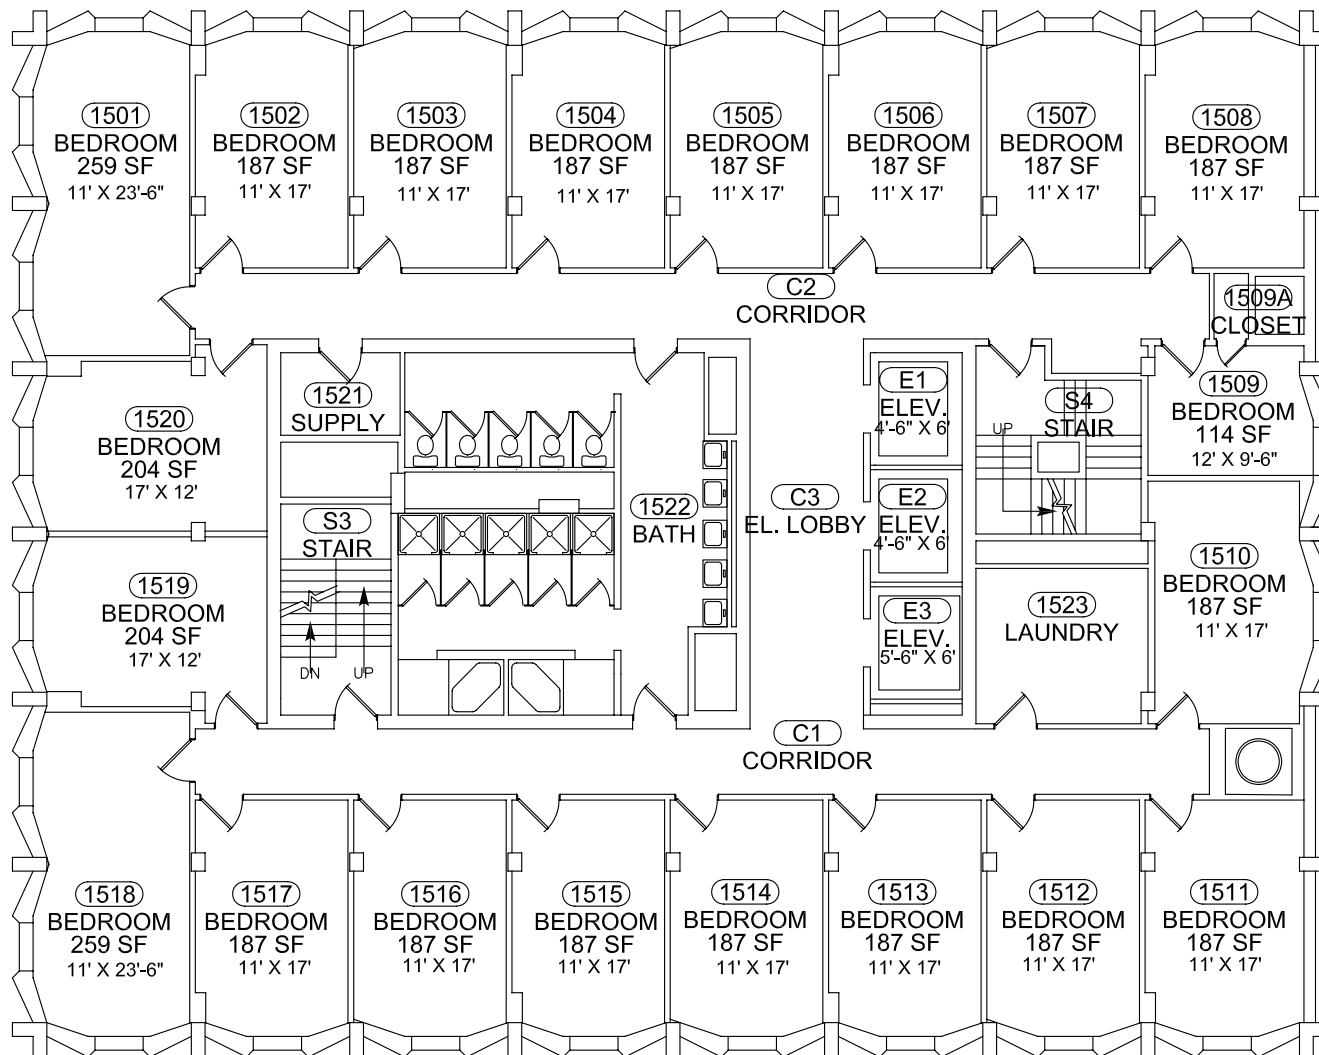 1501
BEDROOM
259 SF
11' X 23'-6"
1502
BEDROOM
187 SF
11' X 17'
1503
BEDROOM
187 SF
11' X 17'
1504
BEDROOM
187 SF
11' X 17'
1505
BEDROOM
187 SF
11' X 17'
1506
BEDROOM
187 SF
11' X 17'
1507
BEDROOM
187 SF
11' X 17'
1508
BEDROOM
187 SF
11' X 17'
C2
CORRIDOR
1509A
CLOSET
1520
BEDROOM
204 SF
17' X 12'
1521
SUPPLY
E1
ELEV.
4'-6" X 6'
S4
STAIR
UP
1509
BEDROOM
114 SF
12' X 9'-6"
S3
STAIR
1522
BATH
C3
EL. LOBBY
E2
ELEV.
4'-6" X 6'
1519
BEDROOM
204 SF
17' X 12'
DN
UP
E3
ELEV.
5'-6" X 6'
1523
LAUNDRY
1510
BEDROOM
187 SF
11' X 17'
C1
CORRIDOR
1518
BEDROOM
259 SF
11' X 23'-6"
1517
BEDROOM
187 SF
11' X 17'
1516
BEDROOM
187 SF
11' X 17'
1515
BEDROOM
187 SF
11' X 17'
1514
BEDROOM
187 SF
11' X 17'
1513
BEDROOM
187 SF
11' X 17'
1512
BEDROOM
187 SF
11' X 17'
1511
BEDROOM
187 SF
11' X 17'